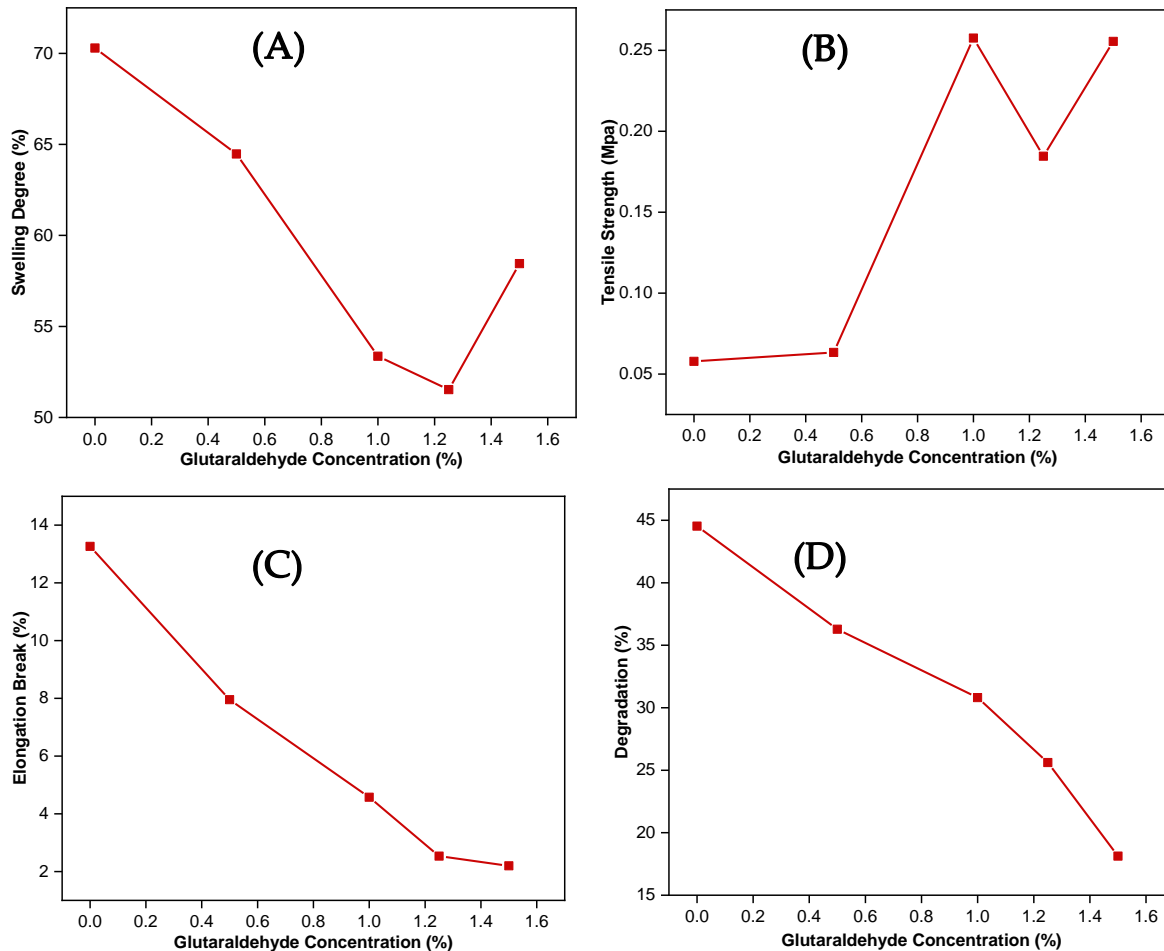 (A)
Swelling Degree (%)
70
65
60
55
50
0.0 0.2 0.4 0.6 0.8 1.0 1.2 1.4 1.6
Glutaraldehyde Concentration (%)
(B)
Tensile Strength (Mpa)
0.25
0.20
0.15
0.10
0.05
0.0 0.2 0.4 0.6 0.8 1.0 1.2 1.4 1.6
Glutaraldehyde Concentration (%)
(C)
Elongation Break (%)
14
12
10
8
6
4
2
0.0 0.2 0.4 0.6 0.8 1.0 1.2 1.4 1.6
Glutaraldehyde Concentration (%)
(D)
Degradation (%)
45
40
35
30
25
20
15
0.0 0.2 0.4 0.6 0.8 1.0 1.2 1.4 1.6
Glutaraldehyde Concentration (%)